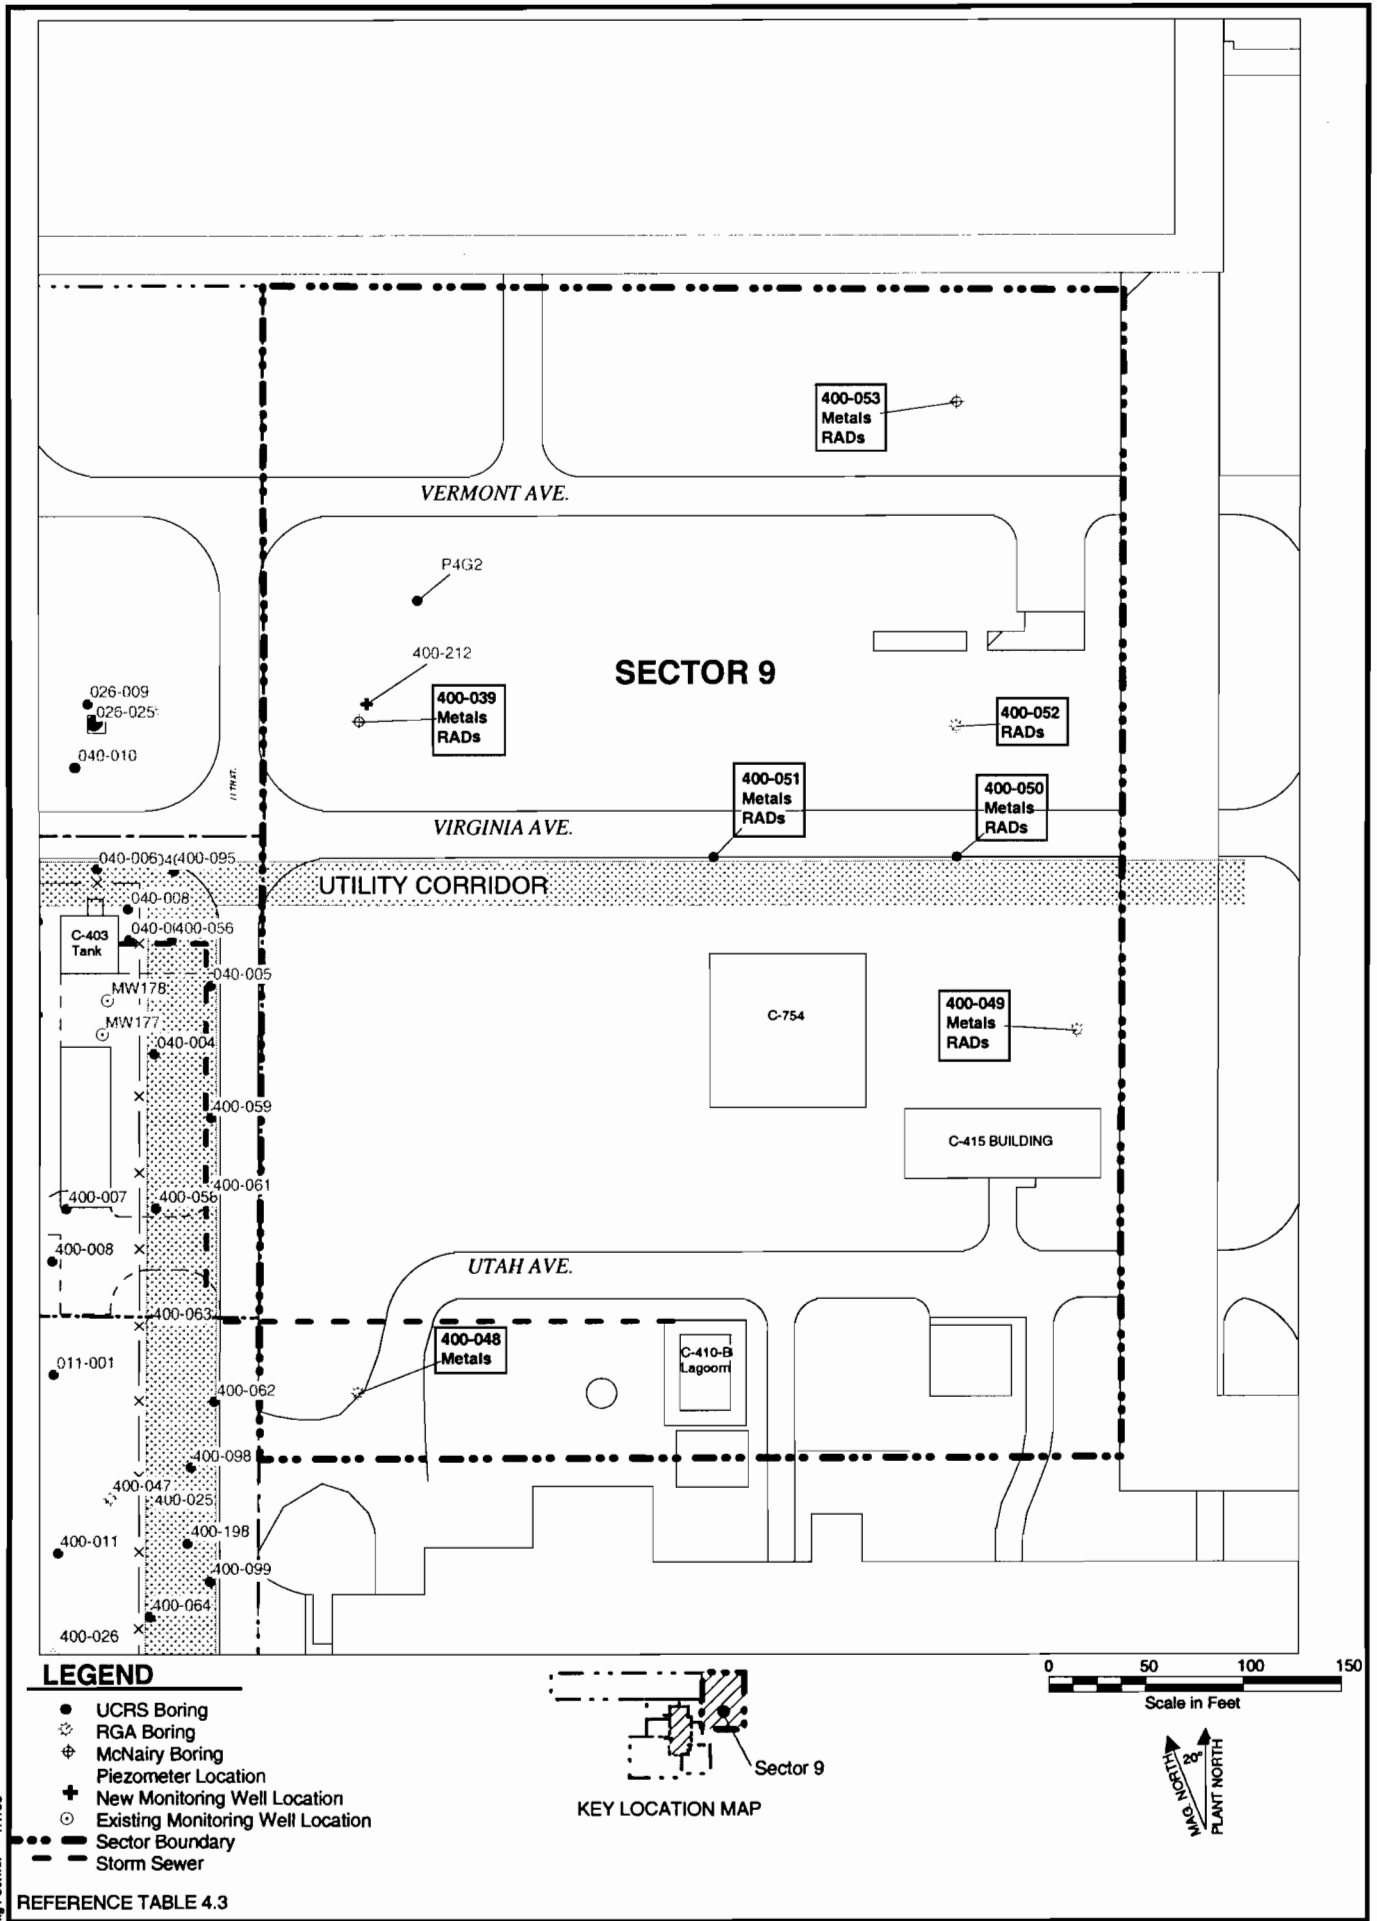 400-053
Metals
RADs
VERMONT AVE.
P4G2
400-212
SECTOR 9
026-009
026-025
040-010
400-039
Metals
RADs
400-052
RADs
11TH ST.
400-051
Metals
RADs
400-050
Metals
RADs
VIRGINIA AVE.
040-006
400-095
UTILITY CORRIDOR
040-008
C-403
Tank
400-056
040-005
MW178
MW177
040-004
C-754
400-049
Metals
RADs
400-059
C-415 BUILDING
400-061
400-007
400-008
UTAH AVE.
400-063
400-048
Metals
C-410-B
Lagoon
011-001
400-062
400-098
400-047
400-025
400-198
400-011
400-099
400-064
400-026
LEGEND
UCRS Boring
RGA Boring
McNairy Boring
Piezometer Location
New Monitoring Well Location
Existing Monitoring Well Location
Sector Boundary
Storm Sewer
REFERENCE TABLE 4.3
Sector 9
KEY LOCATION MAP
0 50 100 150
Scale in Feet
20°
MAG. NORTH
PLANT NORTH